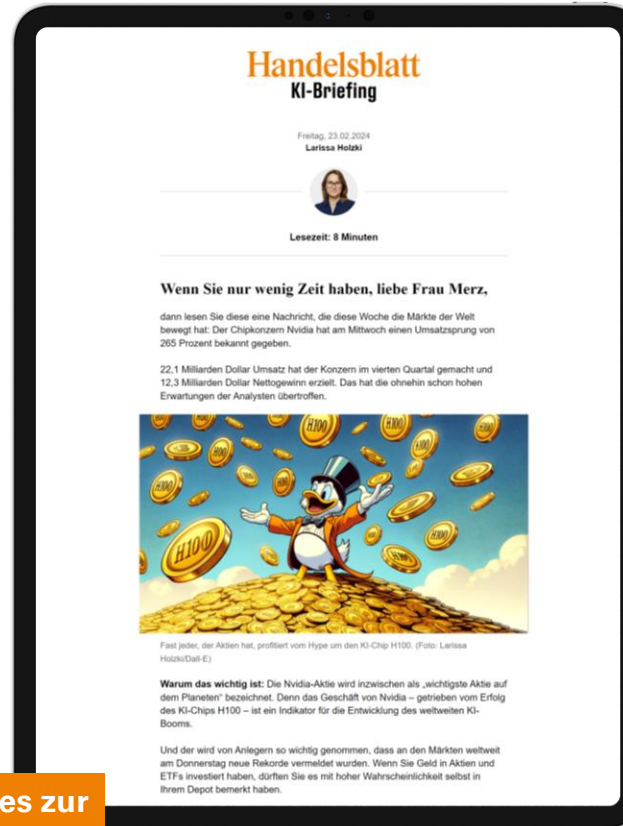 Handelsblatt
KI-Briefing
Freitag, 23.02.2024
Larissa Holzki
Lesezeit: 8 Minuten
Wenn Sie nur wenig Zeit haben, liebe Frau Merz,
dann lesen Sie diese eine Nachricht, die diese Woche die Märkte der Welt
bewegt hat: Der Chipkonzern Nvidia hat am Mittwoch einen Umsatzsprung von
265 Prozent bekannt gegeben.
22,1 Milliarden Dollar Umsatz hat der Konzern im vierten Quartal gemacht und
12,3 Milliarden Dollar Nettogewinn erzielt. Das hat die ohnehin schon hohen
Erwartungen der Analysten übertroffen.
H100
H100
H100
H100
H100
H100
H100
Fast jeder, der Aktien hat, profitiert vom Hype um den KI-Chip H100. (Foto: Larissa
Holzki/Dall-E)
Warum das wichtig ist: Die Nvidia-Aktie wird inzwischen als „wichtigste Aktie auf
dem Planeten“ bezeichnet. Denn das Geschäft von Nvidia – getrieben vom Erfolg
des KI-Chips H100 – ist ein Indikator für die Entwicklung des weltweiten KI-
Booms.
Und der wird von Anlegern so wichtig genommen, dass an den Märkten weltweit
am Donnerstag neue Rekorde vermeldet wurden. Wenn Sie Geld in Aktien und
ETFs investiert haben, dürften Sie es mit hoher Wahrscheinlichkeit selbst in
Ihrem Depot bemerkt haben.
es zur